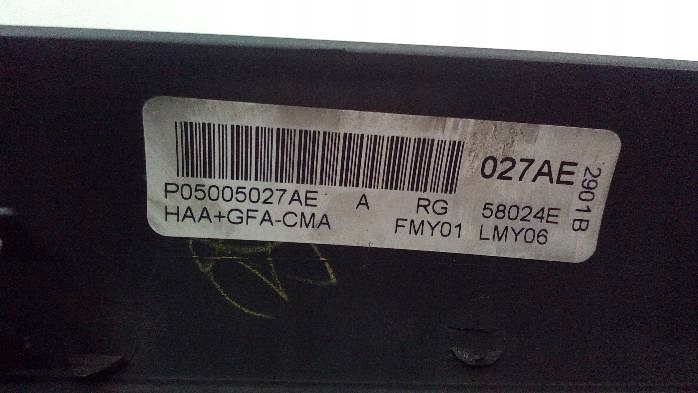 027AE
P05005027AE A RG 58024E
HAA+GFA-CMA FMY01 LMY06
2901B